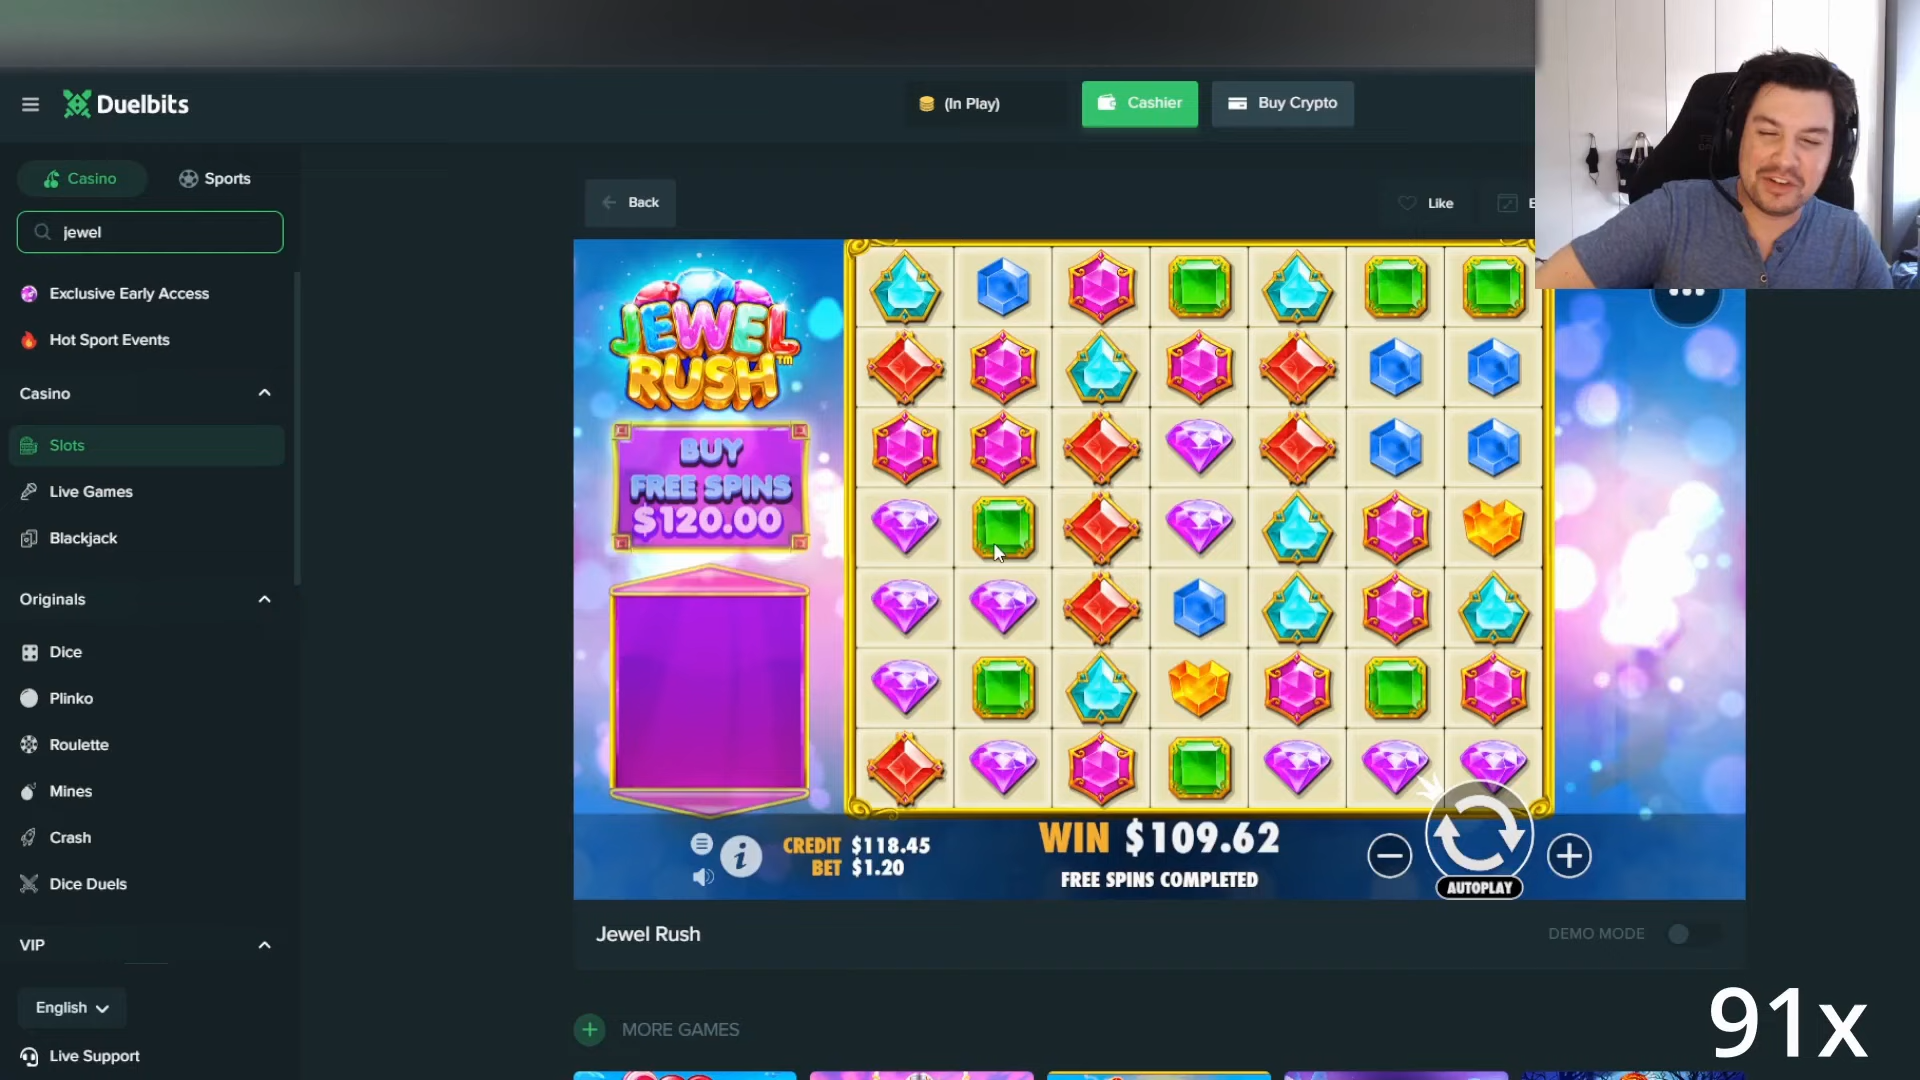 Duelbits
(In Play)
Cashier
Buy Crypto
Casino
Sports
jewel
Exclusive Early Access
Hot Sport Events
Casino
Slots
Live Games
Blackjack
Originals
Dice
Plinko
Roulette
Mines
Crash
Dice Duels
VIP
English
Live Support
Back
Like
JEWEL
RUSH™
BUY
FREE SPINS
$120.00
CREDIT $118.45
BET $1.20
WIN $109.62
FREE SPINS COMPLETED
AUTOPLAY
Jewel Rush
DEMO MODE
MORE GAMES
91x